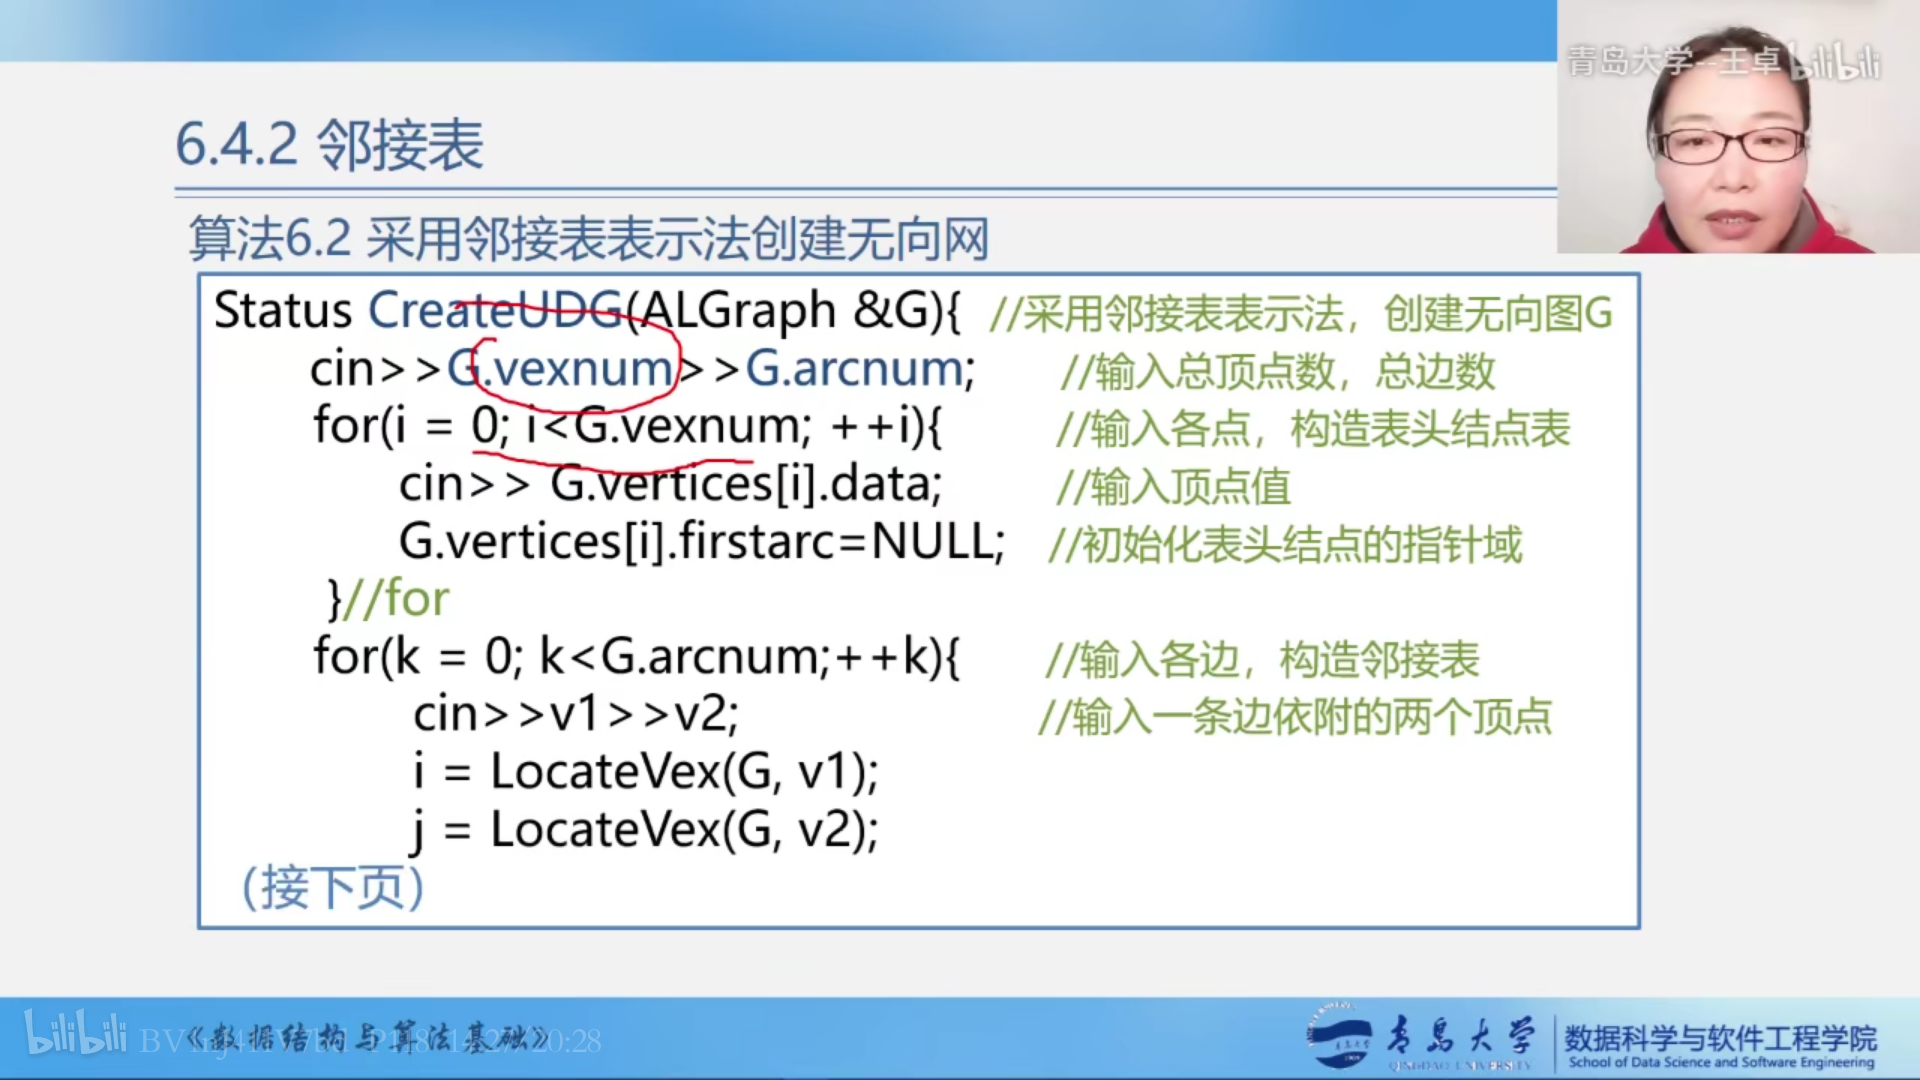 青岛大学--王卓 bilibili
6.4.2 邻接表
算法6.2 采用邻接表表示法创建无向网
Status CreateUDG(ALGraph &G){ //采用邻接表表示法，创建无向图G
cin>>G.vexnum>>G.arcnum; //输入总顶点数，总边数
for(i = 0; i<G.vexnum; ++i){ //输入各点，构造表头结点表
cin>> G.vertices[i].data; //输入顶点值
G.vertices[i].firstarc=NULL; //初始化表头结点的指针域
}//for
for(k = 0; k<G.arcnum;++k){ //输入各边，构造邻接表
cin>>v1>>v2; //输入一条边依附的两个顶点
i = LocateVex(G, v1);
j = LocateVex(G, v2);
（接下页）
bilibili
《数据结构与算法基础》
青岛大学
QINGDAO UNIVERSITY
数据科学与软件工程学院
School of Data Science and Software Engineering